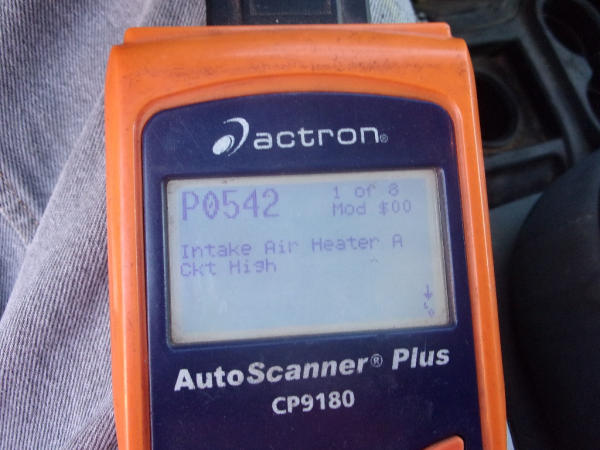 actron®
P0542 1 of 8
Mod $00
Intake Air Heater A
Ckt High
AutoScanner® Plus
CP9180